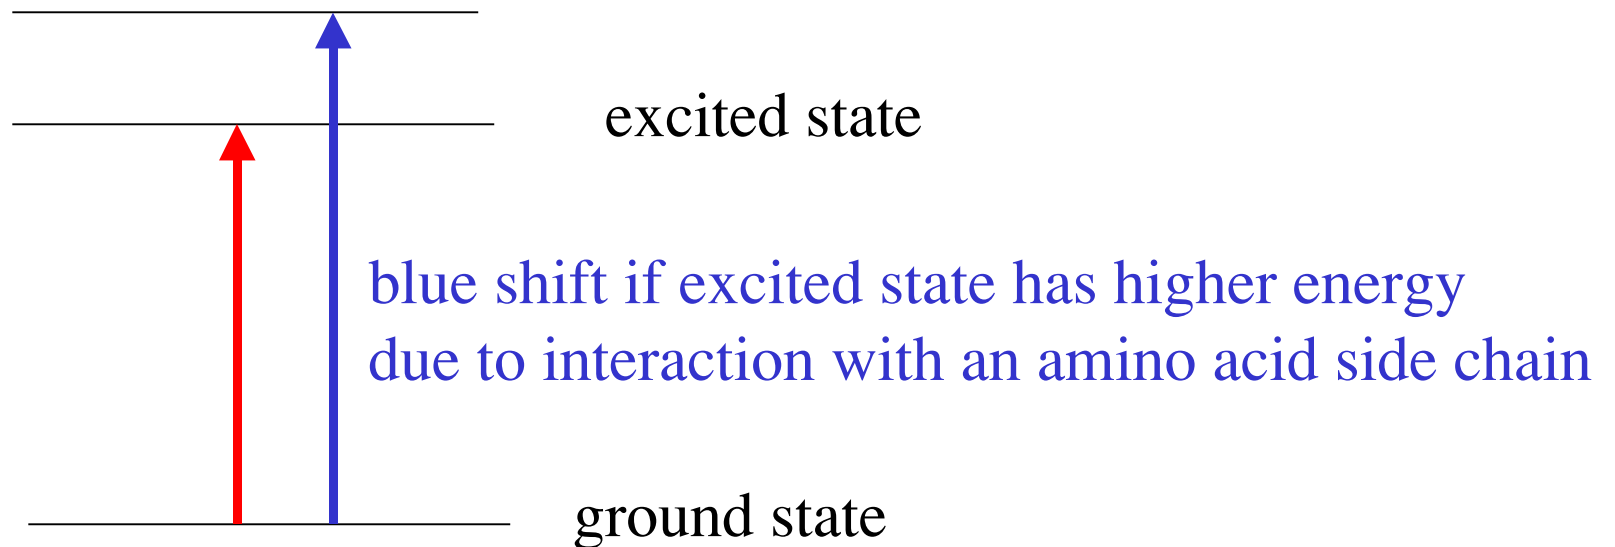 excited state
blue shift if excited state has higher energy
due to interaction with an amino acid side chain
ground state